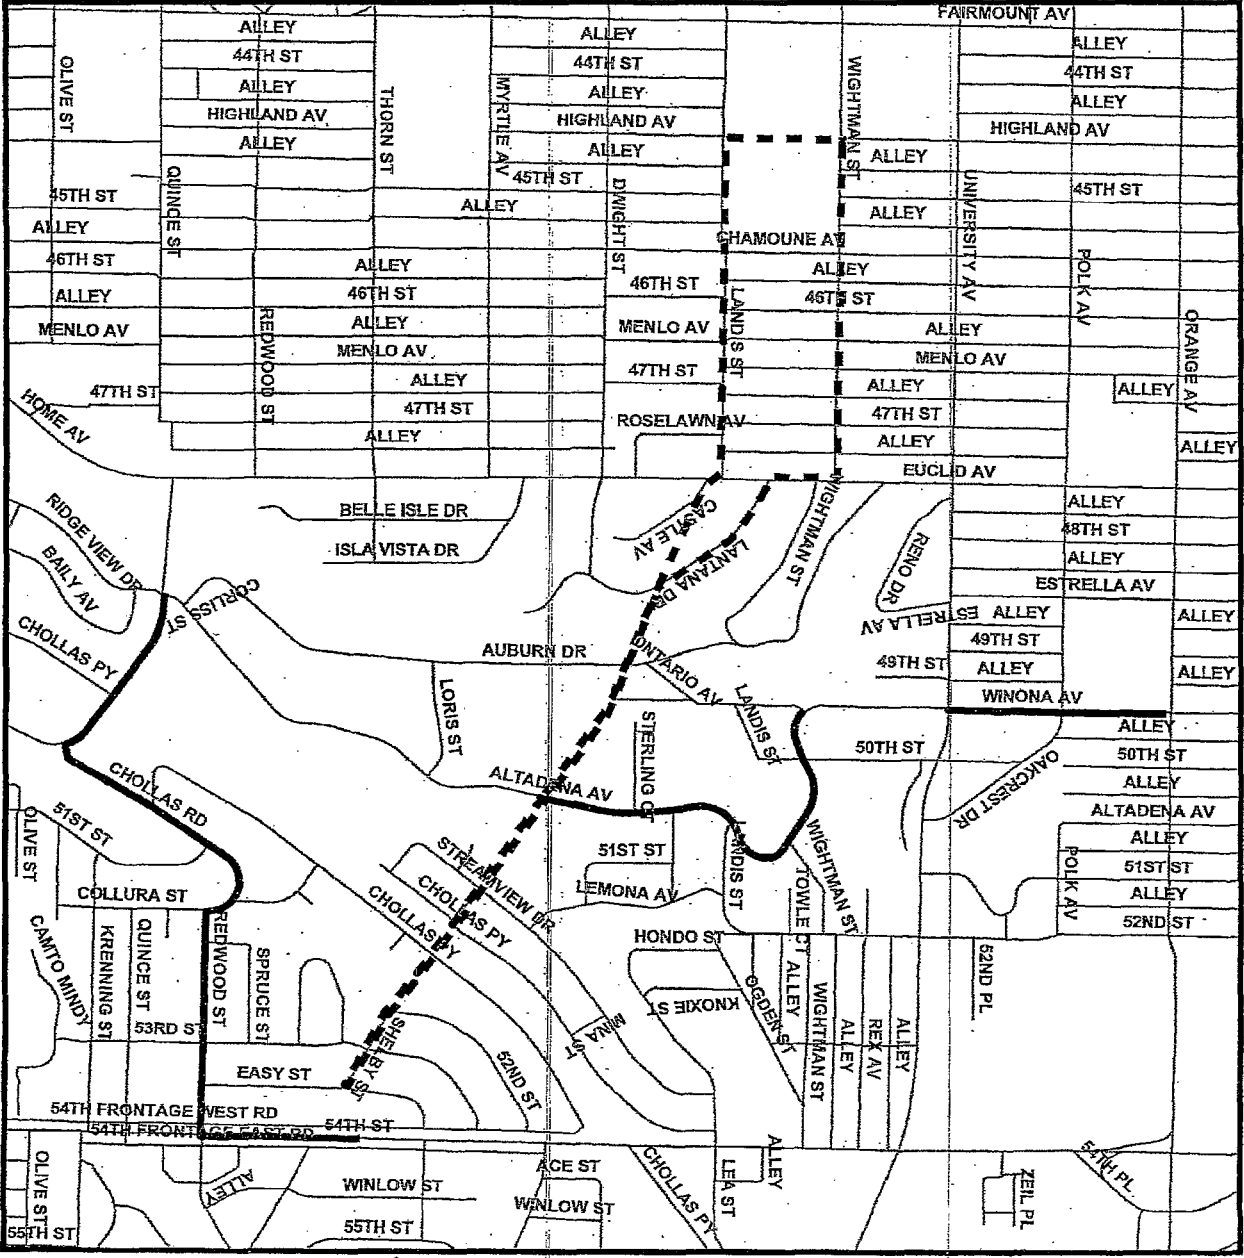 FAIRMOUNT AV
ALLEY
ALLEY
ALLEY
44TH ST
44TH ST
44TH ST
OLIVE ST
THORN ST
MYRTLE AV
WIGHTMAN ST
ALLEY
ALLEY
ALLEY
HIGHLAND AV
HIGHLAND AV
HIGHLAND AV
ALLEY
ALLEY
ALLEY
QUINCE ST
45TH ST
45TH ST
45TH ST
DWIGHT ST
UNIVERSITY AV
ALLEY
ALLEY
ALLEY
CHAMOUNE AV
46TH ST
ALLEY
ALLEY
POLK AV
46TH ST
46TH ST
46TH ST
ALLEY
LANDIS ST
REDWOOD ST
ORANGE AV
MENLO AV
ALLEY
MENLO AV
ALLEY
MENLO AV
MENLO AV
47TH ST
ALLEY
47TH ST
ALLEY
ALLEY
HOME AV
47TH ST
47TH ST
ALLEY
ROSELAWN AV
ALLEY
ALLEY
EUCLID AV
RIDGE VIEW DR
BELLE ISLE DR
CASTLE AV
WIGHTMAN ST
ALLEY
48TH ST
BAILY AV
ISLA VISTA DR
LANTANA DR
RENO DR
ALLEY
ESTRELLA AV
CORLISS ST
ESTRELLA AV
ALLEY
ALLEY
CHOLLAS PY
49TH ST
AUBURN DR
ONTARIO AV
49TH ST
ALLEY
ALLEY
LORIS ST
LANDIS ST
WINONA AV
STERLING CT
ALLEY
50TH ST
50TH ST
CHOLLAS RD
ALTADENA AV
OAKCREST DR
ALLEY
ALTADENA AV
OLIVE ST
51ST ST
LANDIS ST
WIGHTMAN ST
ALLEY
STREAMVIEW DR
51ST ST
POLK AV
51ST ST
COLLURA ST
CHOLLAS PY
LEMONA AV
TOWLE CT
ALLEY
CHOLLAS PY
52ND ST
CAMTO MINDY
KRENNING ST
QUINCE ST
REDWOOD ST
SPRUCE ST
HONDO ST
52ND PL
OGDEN ST
ALLEY
WIGHTMAN ST
KNOXIE ST
53RD ST
SHELBY ST
MINA ST
ALLEY
REX AV
ALLEY
EASY ST
52ND ST
54TH FRONTAGE WEST RD
54TH FRONTAGE EAST RD
54TH ST
OLIVE ST
ALLEY
WINLOW ST
ACE ST
WINLOW ST
CHOLLAS PY
LEA ST
ALLEY
ZEIL PL
54TH PL
55TH ST
55TH ST